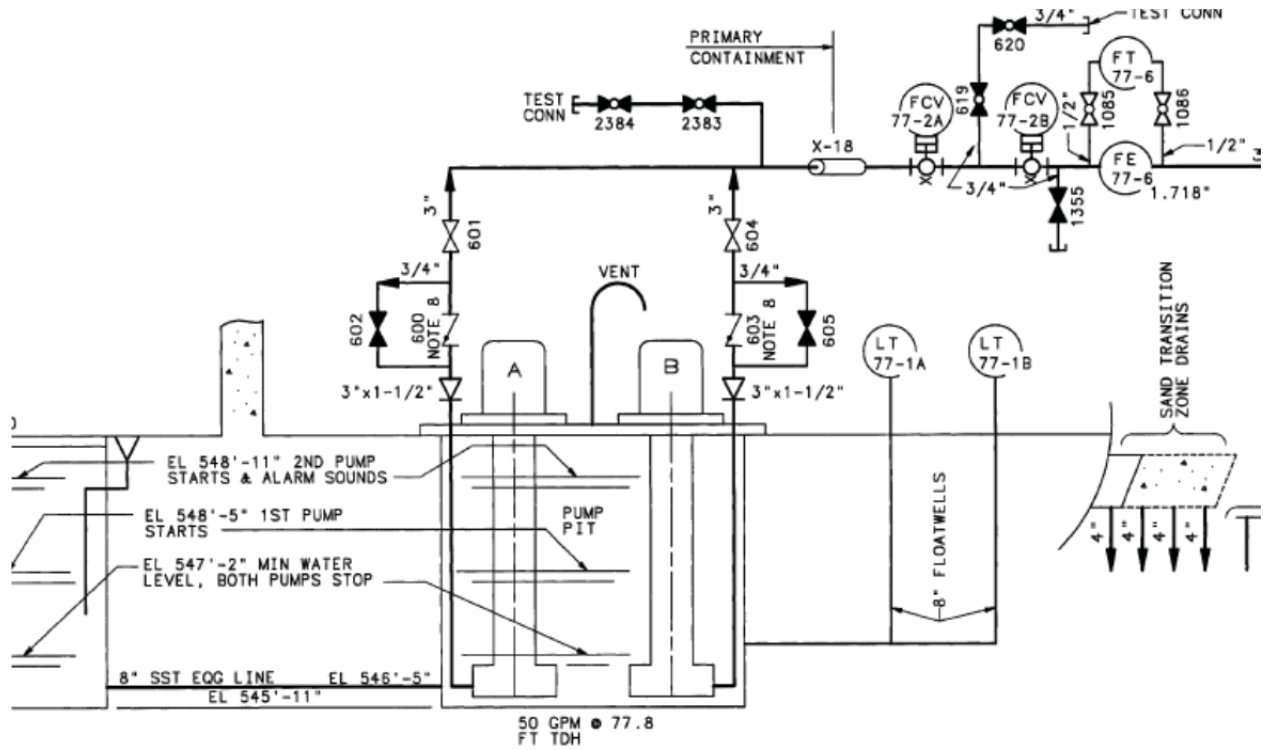 3/4"
TEST CONN
620
PRIMARY
CONTAINMENT
FT
77-6
TEST
CONN
2384
2383
FCV
77-2A
619
FCV
77-2B
1/2"
1085
1086
X-18
1/2"
FE
77-6
1.718"
X
3/4"
X
1355
3"
601
3"
604
3/4"
VENT
3/4"
602
600
NOTE 8
603
NOTE 8
605
3"x1-1/2"
A
B
3"x1-1/2"
LT
77-1A
LT
77-1B
SAND TRANSITION
ZONE DRAINS
EL 548'-11" 2ND PUMP
STARTS & ALARM SOUNDS
EL 548'-5" 1ST PUMP
STARTS
PUMP
PIT
EL 547'-2" MIN WATER
LEVEL, BOTH PUMPS STOP
8" FLOATWELLS
4"
4"
4"
4"
8" SST EQG LINE
EL 546'-5"
EL 545'-11"
50 GPM @ 77.8
FT TDH